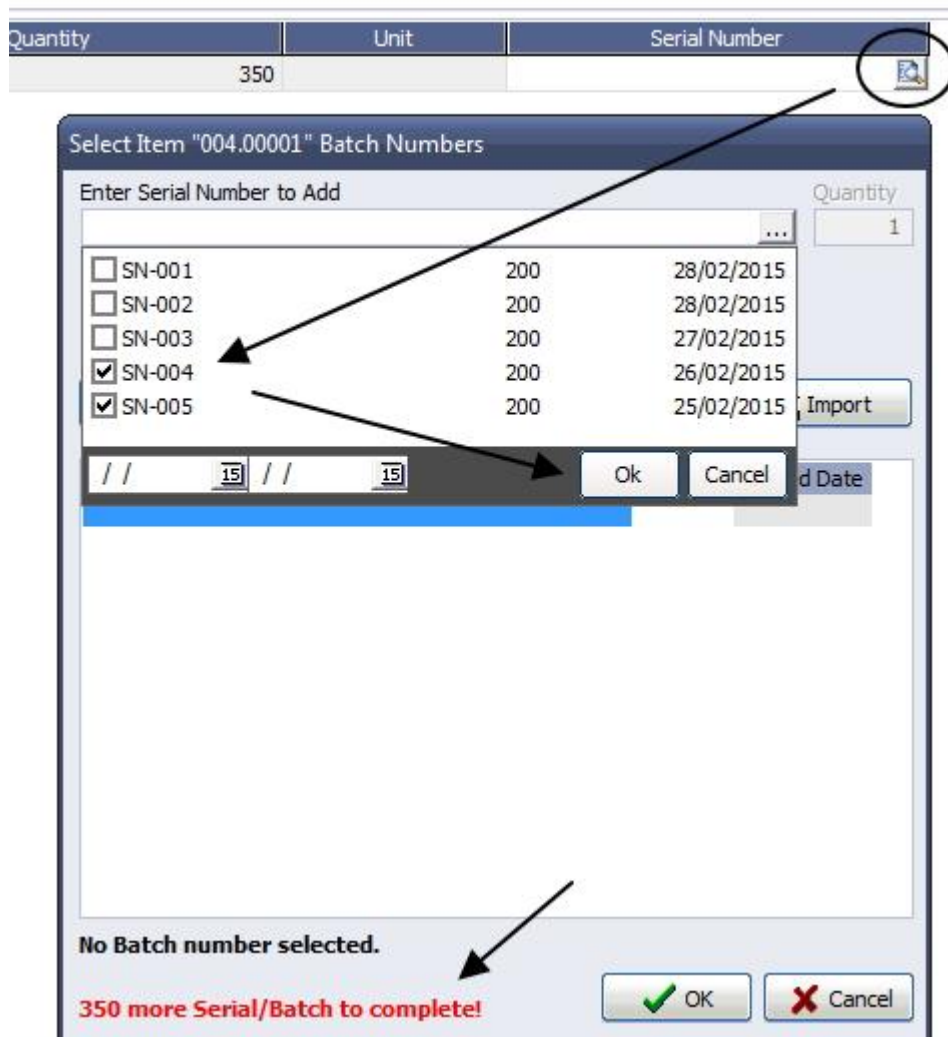 Quantity Unit Serial Number
350
Select Item "004.00001" Batch Numbers
Enter Serial Number to Add Quantity
... 1
SN-001 200 28/02/2015
SN-002 200 28/02/2015
SN-003 200 27/02/2015
SN-004 200 26/02/2015
SN-005 200 25/02/2015 Import
/ / 15 / / 15 Ok Cancel d Date
No Batch number selected.
350 more Serial/Batch to complete! OK Cancel